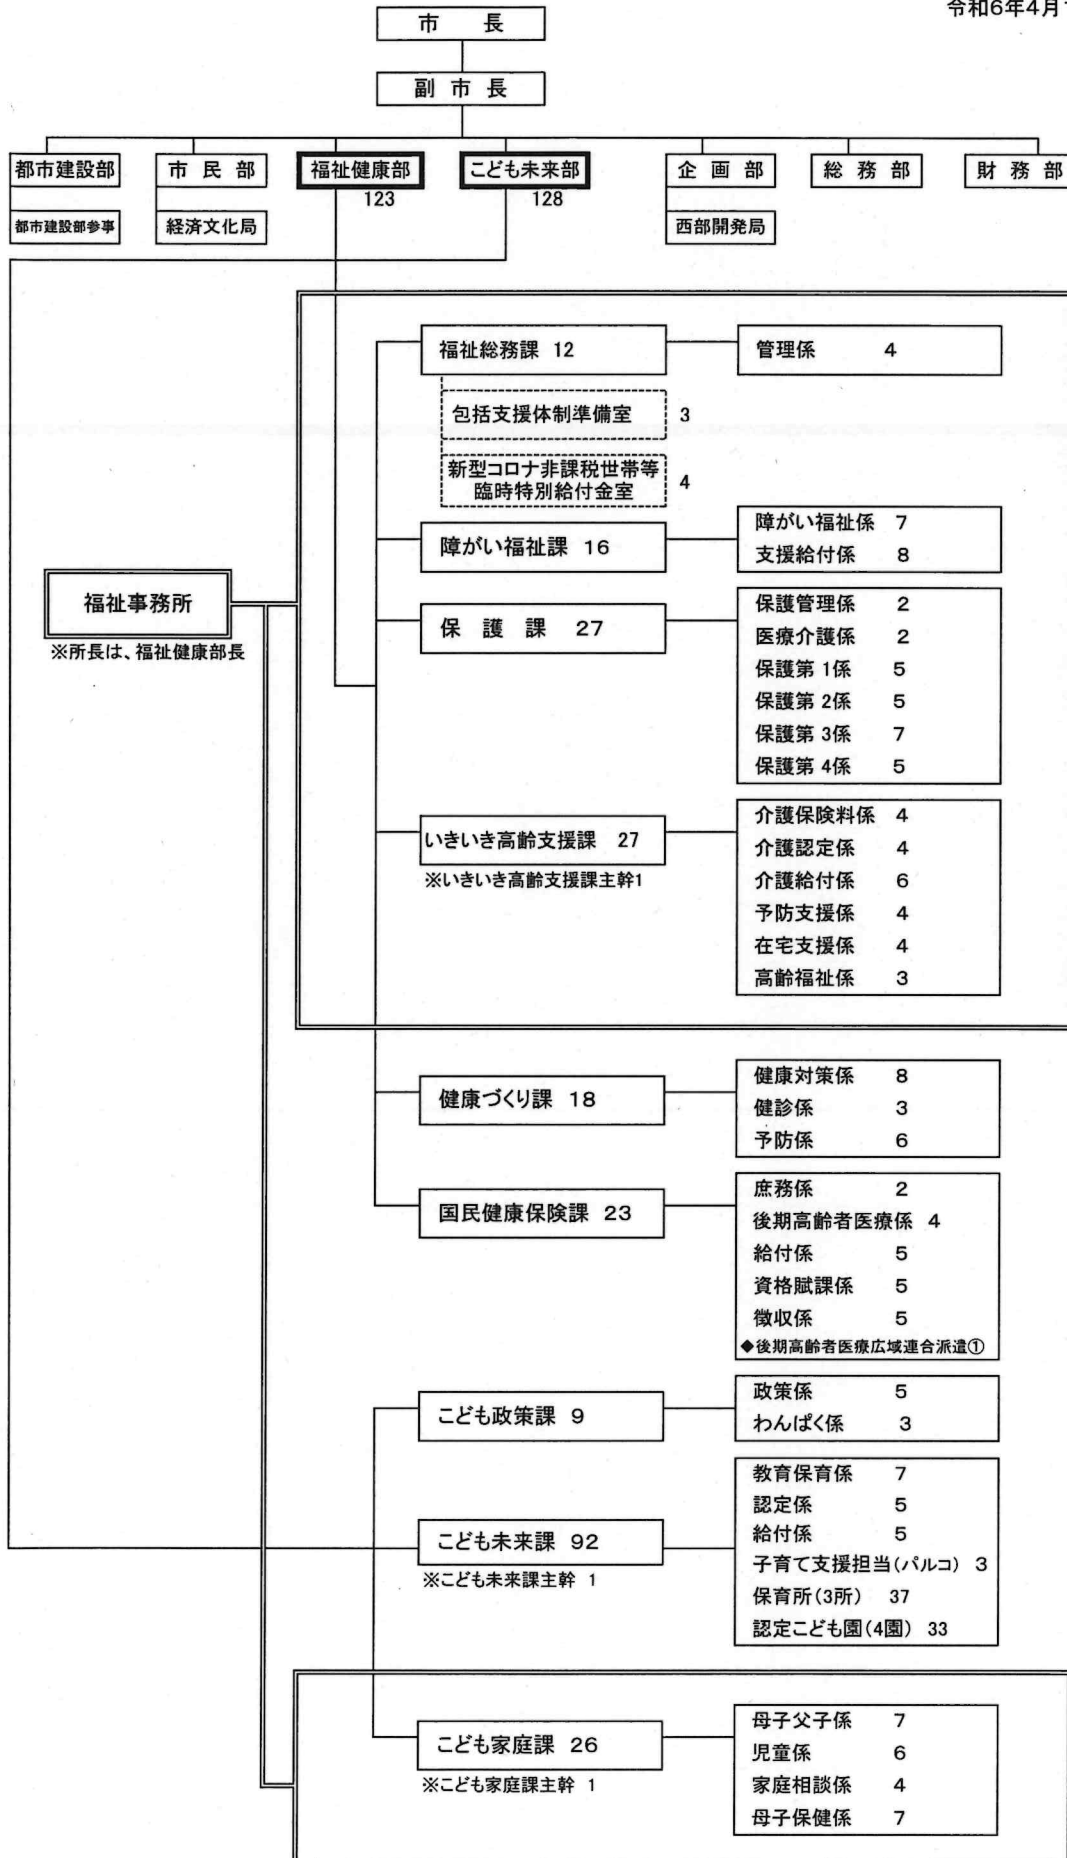 令和6年4月1
市　長
副 市 長
都市建設部
市 民 部
福祉健康部
こども未来部
企 画 部
総 務 部
財 務 部
123
128
都市建設部参事
経済文化局
西部開発局
福祉総務課 12
管理係 4
包括支援体制準備室 3
新型コロナ非課税世帯等
臨時特別給付金室 4
障がい福祉課 16
障がい福祉係 7
支援給付係 8
福祉事務所
※所長は、福祉健康部長
保 護 課 27
保護管理係 2
医療介護係 2
保護第 1係 5
保護第 2係 5
保護第 3係 7
保護第 4係 5
いきいき高齢支援課 27
※いきいき高齢支援課主幹1
介護保険料係 4
介護認定係 4
介護給付係 6
予防支援係 4
在宅支援係 4
高齢福祉係 3
健康づくり課 18
健康対策係 8
健診係 3
予防係 6
国民健康保険課 23
庶務係 2
後期高齢者医療係 4
給付係 5
資格賦課係 5
徴収係 5
◆後期高齢者医療広域連合派遣①
こども政策課 9
政策係 5
わんぱく係 3
こども未来課 92
※こども未来課主幹 1
教育保育係 7
認定係 5
給付係 5
子育て支援担当(パルコ) 3
保育所(3所) 37
認定こども園(4園) 33
こども家庭課 26
※こども家庭課主幹 1
母子父子係 7
児童係 6
家庭相談係 4
母子保健係 7